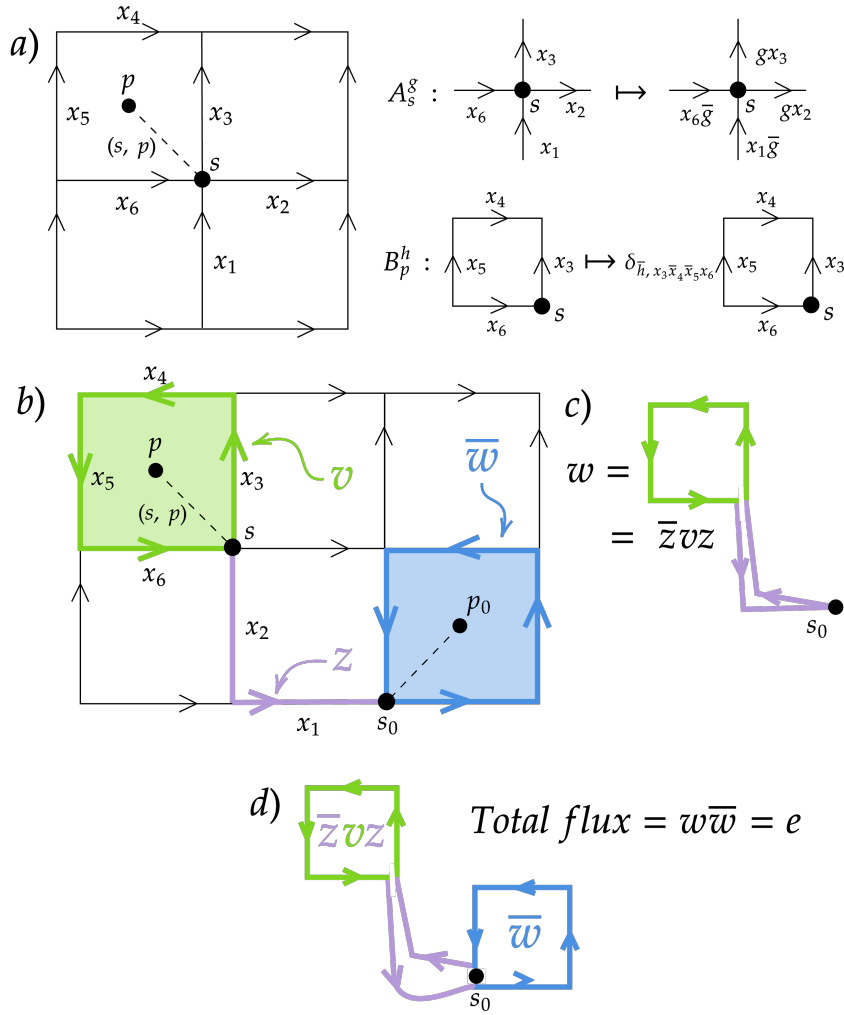 a)
x₄
p
x₅
x₃
(s, p)
s
x₆
x₂
x₁
A_s^g :
x₃
x₆
s
x₂
x₁
↦
gx₃
x₆g̅
s
gx₂
x₁g̅
B_p^h :
x₄
x₅
x₃
x₆
s
↦ δ_{h̅, x₃x̅₄x̅₅x₆}
x₄
x₅
x₃
x₆
s
b)
x₄
p
x₅
x₃
v
(s, p)
s
x₆
w̅
x₂
z
p₀
x₁
s₀
c)
w =
= z̅vz
s₀
d)
z̅vz
Total flux = ww̅ = e
w̅
s₀